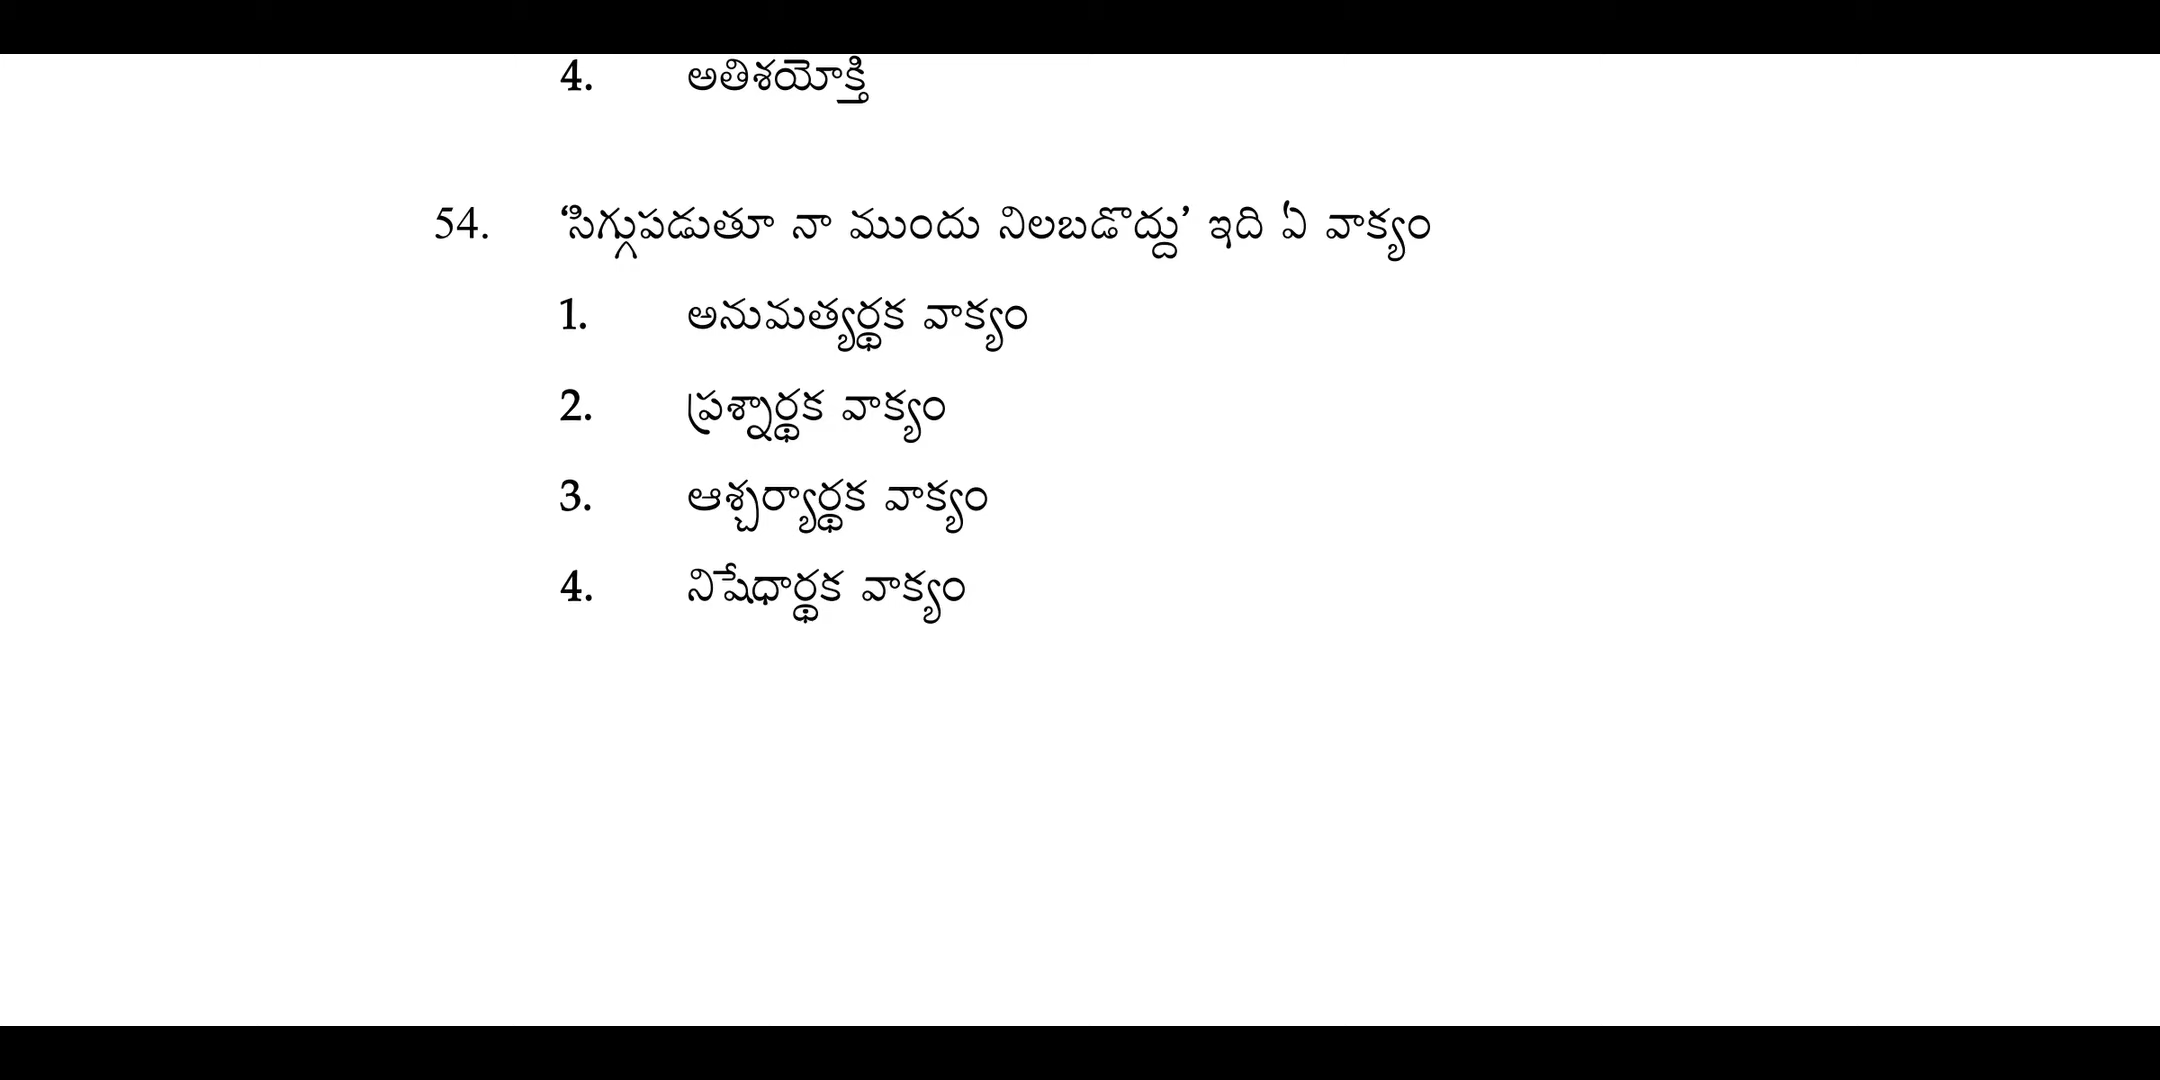 4. అతిశయోక్తి
54. ‘సిగ్గుపడుతూ నా ముందు నిలబడొద్దు’ ఇది ఏ వాక్యం
1. అనుమత్యర్థక వాక్యం
2. ప్రశ్నార్థక వాక్యం
3. ఆశ్చర్యార్థక వాక్యం
4. నిషేధార్థక వాక్యం